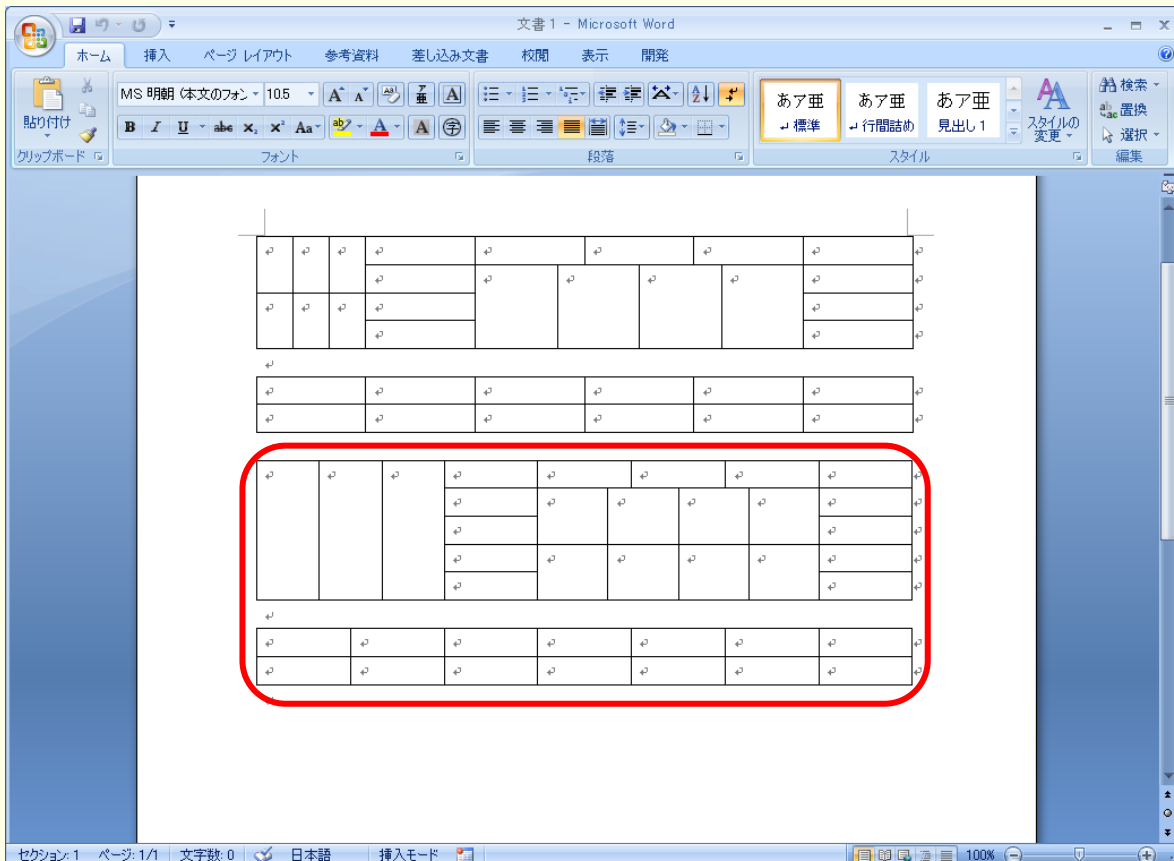 文書1 - Microsoft Word
ホーム 挿入 ページ レイアウト 参考資料 差し込み文書 校閲 表示 開発
貼り付け
クリップボード
MS 明朝 (本文のフォン 10.5
B I U abe x₂ x² Aa ab A A 字
フォント
段落
あア亜 あア亜 あア亜
標準 行間詰め 見出し 1
スタイルの
変更
スタイル
検索
置換
選択
編集
セクション: 1 ページ: 1/1 文字数: 0 日本語 挿入モード 100%